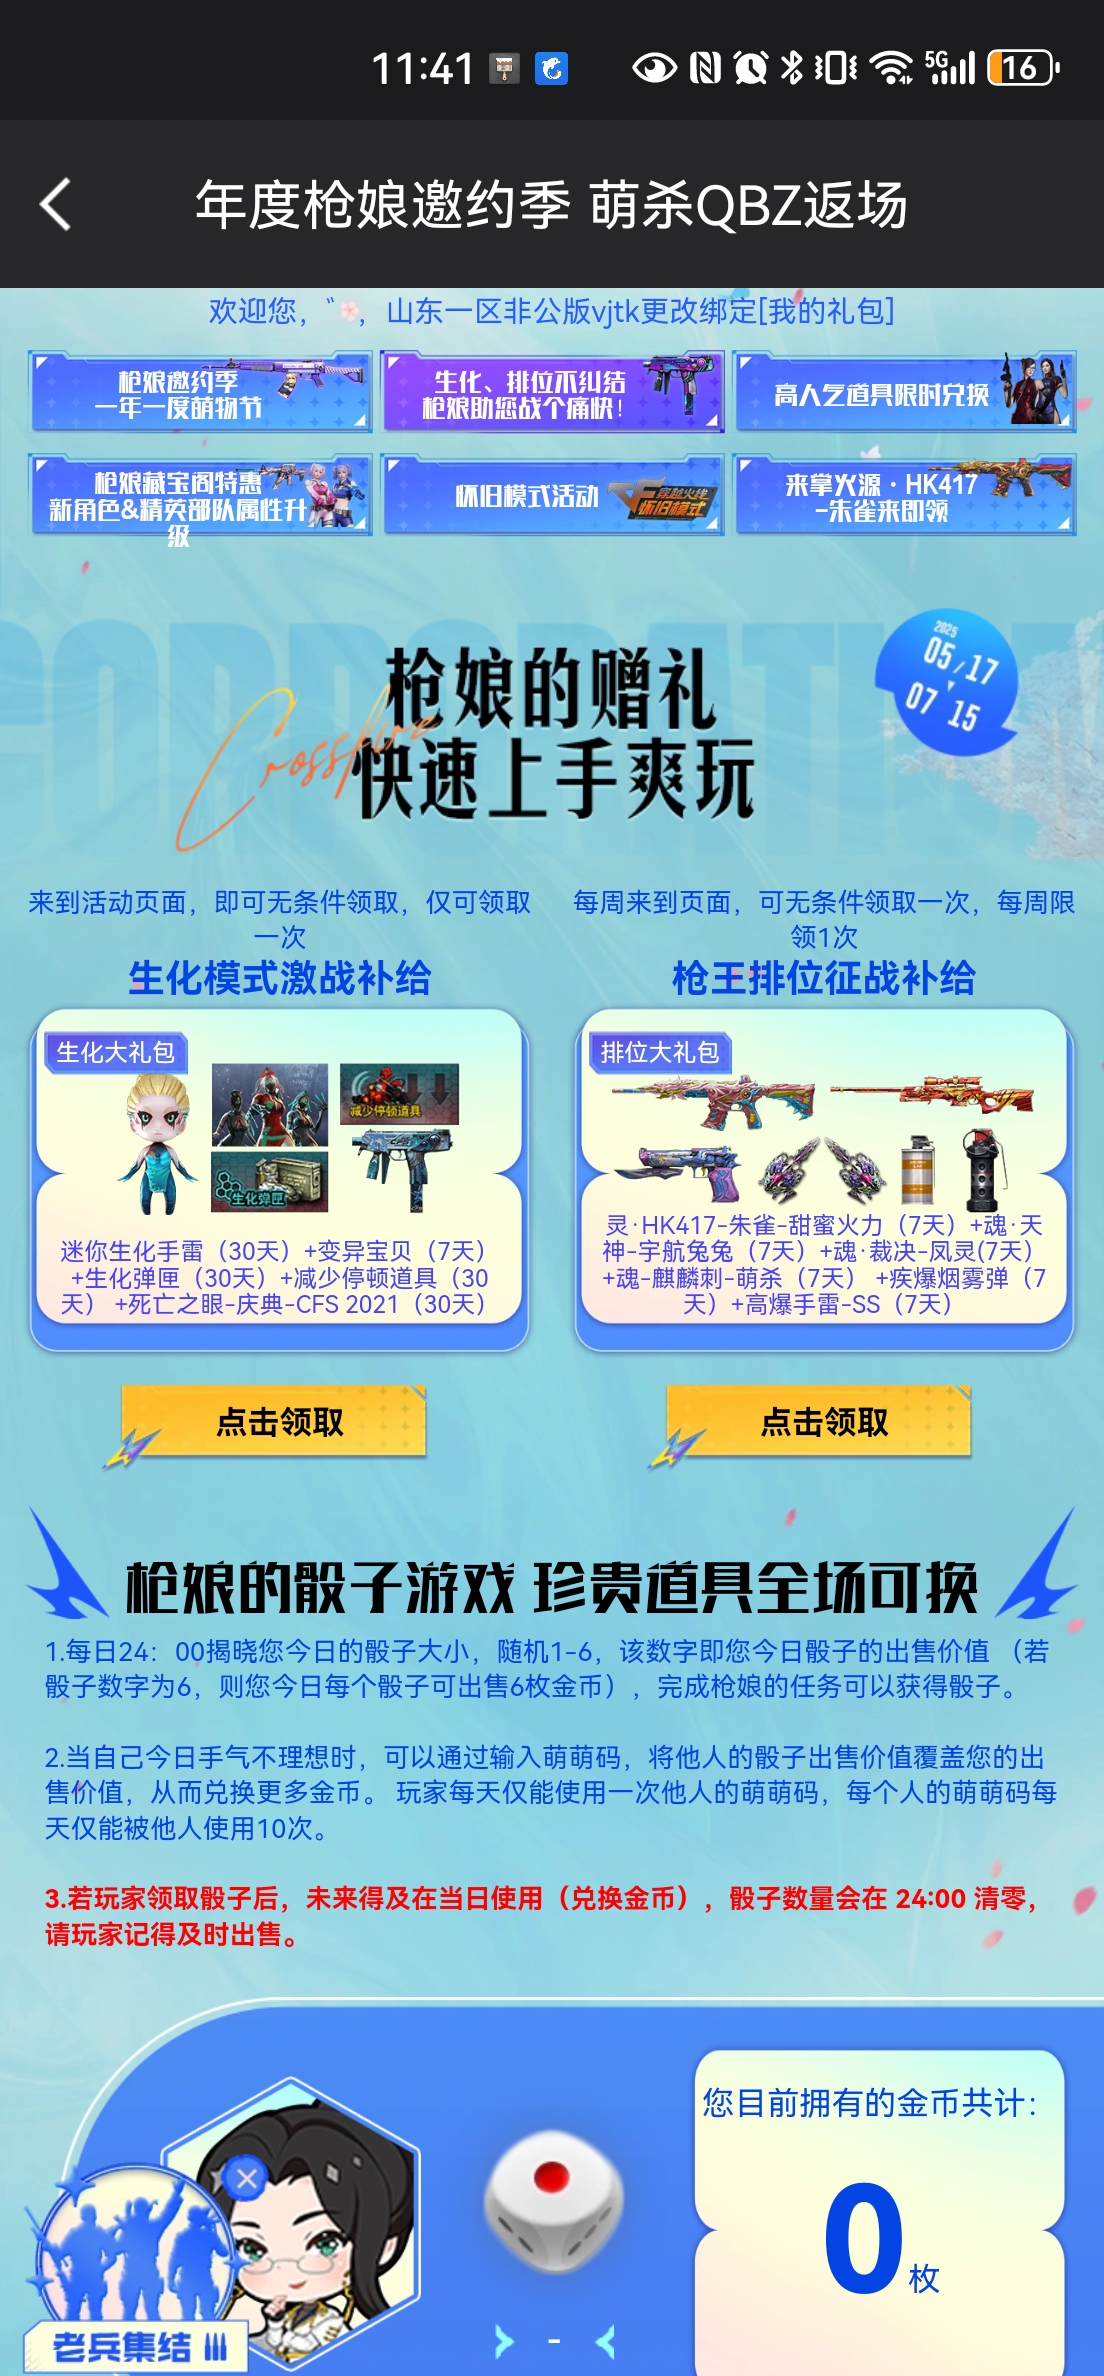 11:41
5G
16
年度枪娘邀约季 萌杀QBZ返场
欢迎您，〝🌸，山东一区非公版vjtk更改绑定[我的礼包]
枪娘邀约季
一年一度萌物节
生化、排位不纠结
枪娘助您战个痛快！
高人气道具限时兑换
枪娘藏宝阁特惠
新角色&精英部队属性升
级
怀旧模式活动
穿越火线
怀旧模式
来掌火源·HK417
-朱雀来即领
CORPORATION
枪娘的赠礼
Crossfire
快速上手爽玩
2025
05/17
07 15
来到活动页面，即可无条件领取，仅可领取
一次
生化模式激战补给
生化大礼包
减少停顿道具
生化弹匣
迷你生化手雷（30天）+变异宝贝（7天）
+生化弹匣（30天）+减少停顿道具（30
天） +死亡之眼-庆典-CFS 2021（30天）
点击领取
每周来到页面，可无条件领取一次，每周限
领1次
枪王排位征战补给
排位大礼包
灵·HK417-朱雀-甜蜜火力（7天）+魂·天
神-宇航兔兔（7天）+魂·裁决-凤灵(7天）
+魂-麒麟刺-萌杀（7天） +疾爆烟雾弹（7
天）+高爆手雷-SS（7天）
点击领取
枪娘的骰子游戏 珍贵道具全场可换
1.每日24：00揭晓您今日的骰子大小，随机1-6，该数字即您今日骰子的出售价值 （若
骰子数字为6，则您今日每个骰子可出售6枚金币），完成枪娘的任务可以获得骰子。
2.当自己今日手气不理想时，可以通过输入萌萌码，将他人的骰子出售价值覆盖您的出
售价值，从而兑换更多金币。 玩家每天仅能使用一次他人的萌萌码，每个人的萌萌码每
天仅能被他人使用10次。
3.若玩家领取骰子后，未来得及在当日使用（兑换金币），骰子数量会在 24:00 清零，
请玩家记得及时出售。
您目前拥有的金币共计：
0枚
-
老兵集结